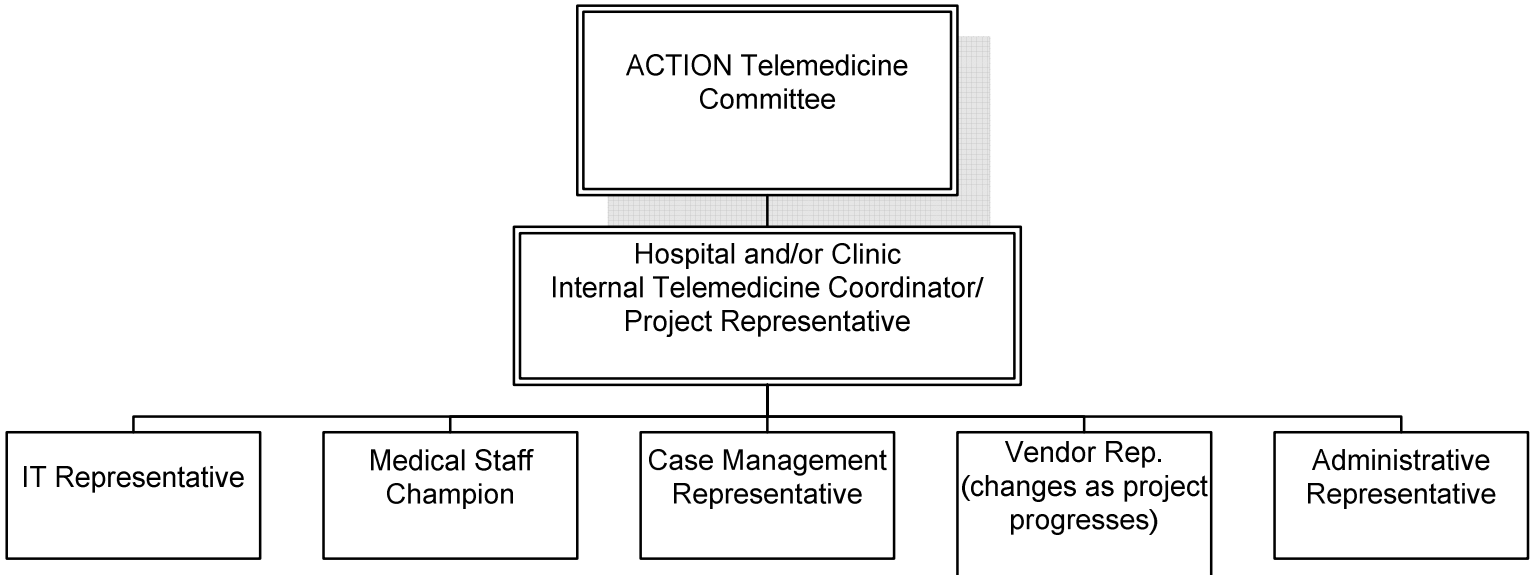 ACTION Telemedicine
Committee
Hospital and/or Clinic
Internal Telemedicine Coordinator/
Project Representative
IT Representative
Medical Staff
Champion
Case Management
Representative
Vendor Rep.
(changes as project
progresses)
Administrative
Representative